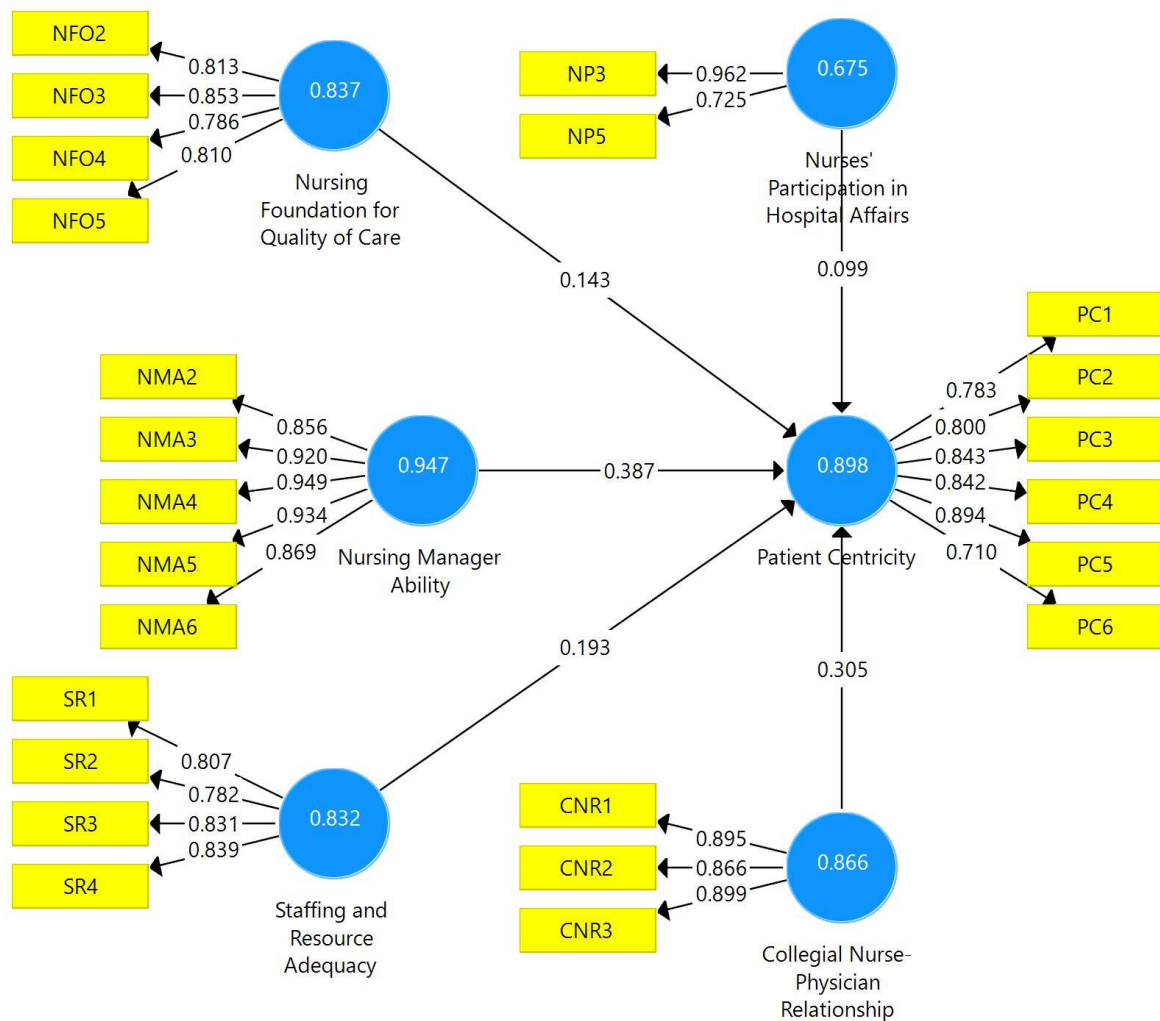 NFO2
NFO3
NFO4
NFO5
0.813
0.853
0.786
0.810
0.837
Nursing
Foundation for
Quality of Care
NP3
NP5
0.962
0.725
0.675
Nurses'
Participation in
Hospital Affairs
0.143
0.099
NMA2
NMA3
NMA4
NMA5
NMA6
0.856
0.920
0.949
0.934
0.869
0.947
Nursing Manager
Ability
0.387
0.898
Patient Centricity
0.783
0.800
0.843
0.842
0.894
0.710
PC1
PC2
PC3
PC4
PC5
PC6
0.193
0.305
SR1
SR2
SR3
SR4
0.807
0.782
0.831
0.839
0.832
Staffing and
Resource
Adequacy
CNR1
CNR2
CNR3
0.895
0.866
0.899
0.866
Collegial Nurse-
Physician
Relationship